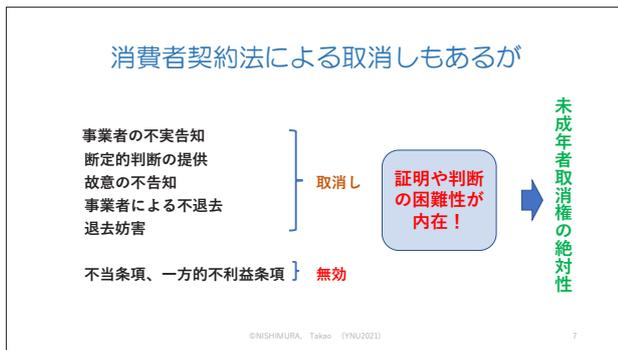 消費者契約法による取消しもあるが
事業者の不実告知
断定的判断の提供
故意の不告知
事業者による不退去
退去妨害
取消し
不当条項、一方的不利益条項
無効
証明や判断
の困難性が
内在！
未成年者取消権の絶対性
©NISHIMURA, Takao （YNU2021）
7